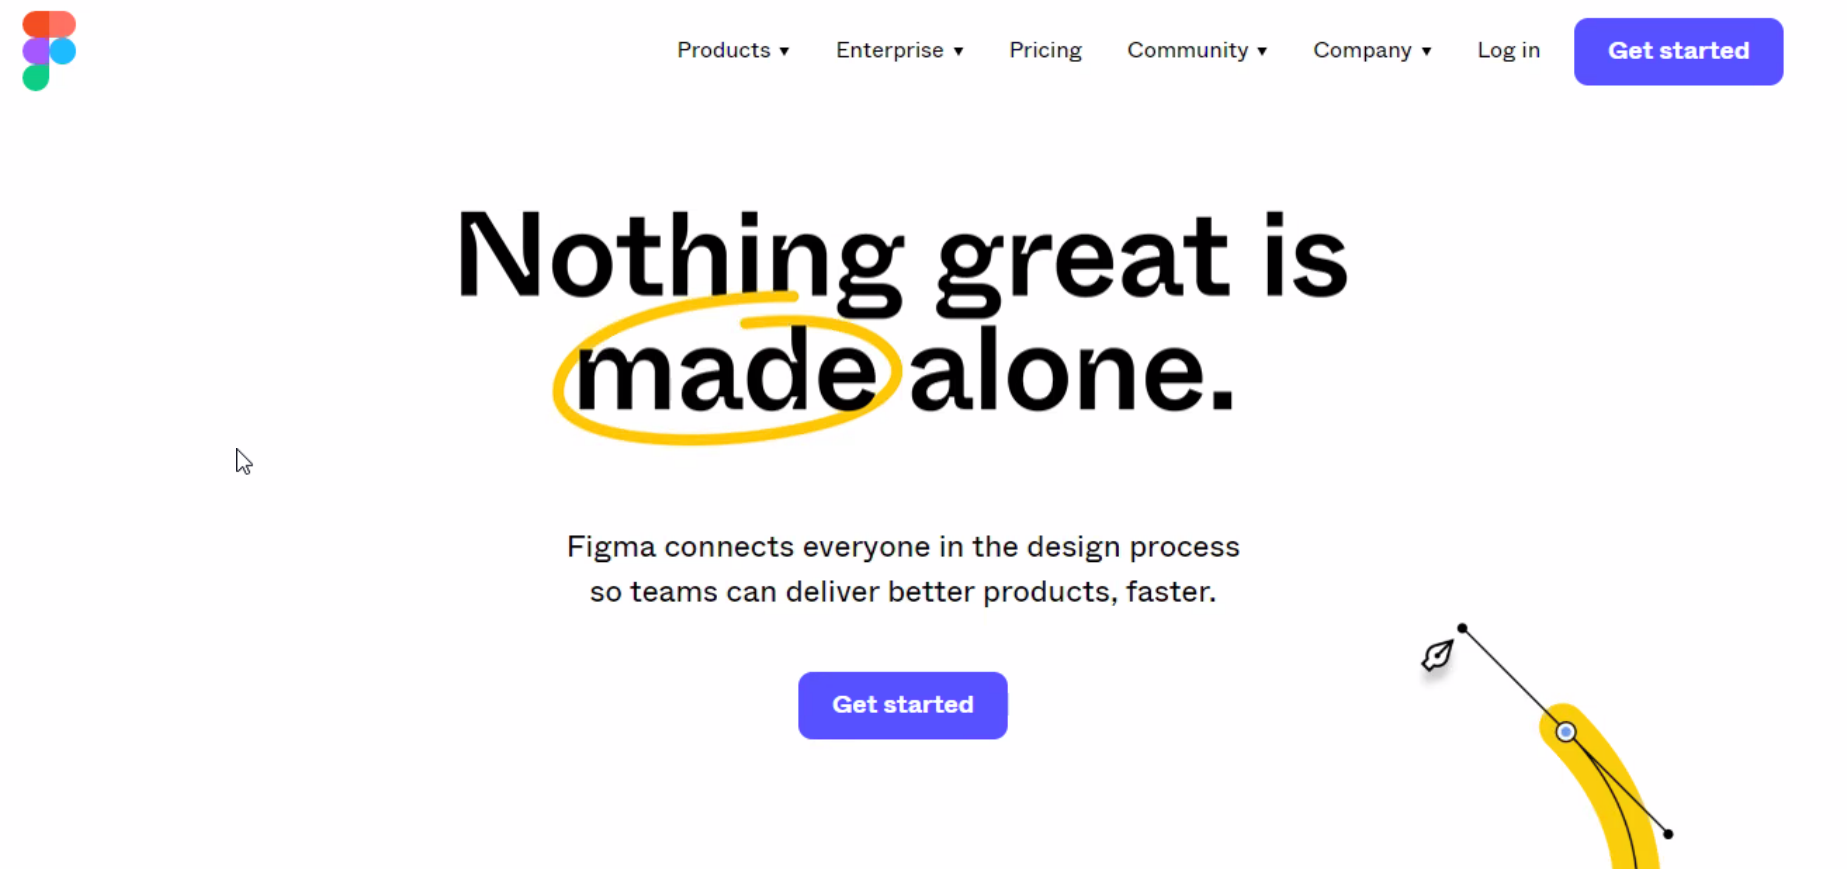 Products ▼ Enterprise ▼ Pricing Community ▼ Company ▼ Log in Get started
Nothing great is
made alone.
Figma connects everyone in the design process
so teams can deliver better products, faster.
Get started